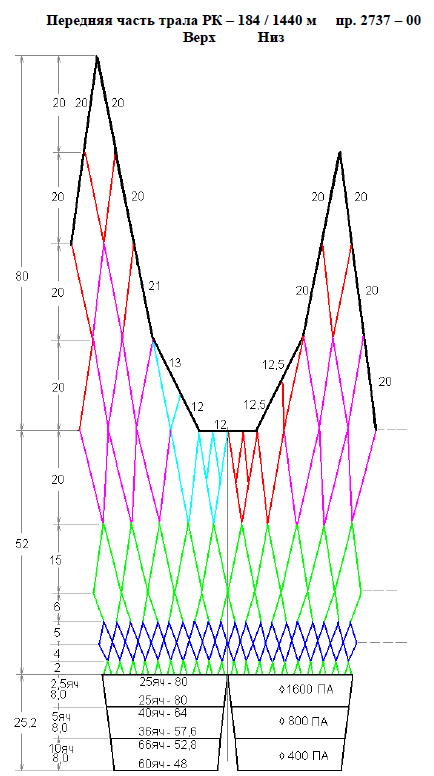 Передняя часть трала РК – 184 / 1440 м пр. 2737 – 00
Верх Низ
20 20 20
20 20 20 20
80
20 21 20 20
13 12,5
20 12 12,5 20
12
20
52
15
6
5
4
2
2,5яч 25яч - 80 1600 ПА
8,0 25яч - 80
25,2 5яч 40яч - 64 800 ПА
8,0 36яч - 57,6
10яч 66яч - 52,8 400 ПА
8,0 60яч - 48